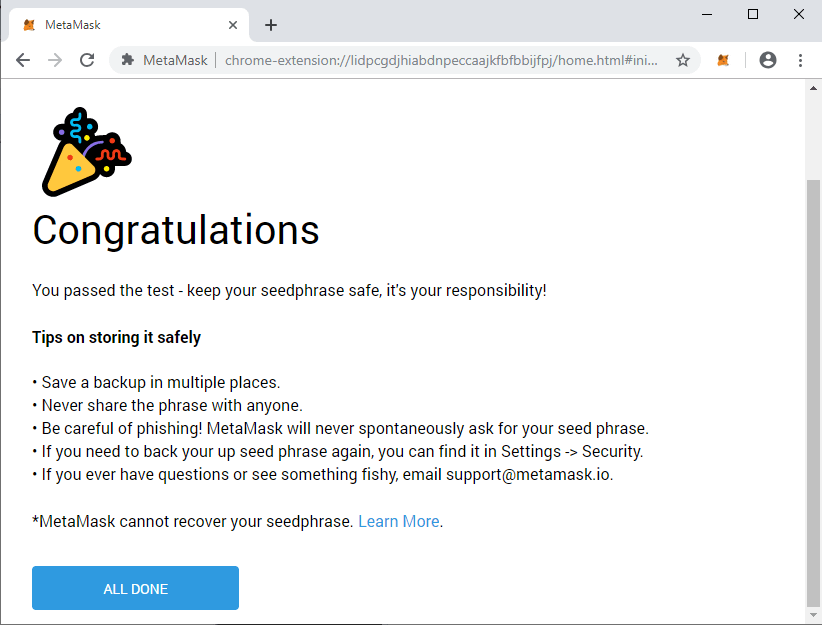 MetaMask
MetaMask chrome-extension://lidpcgdjhiabdnpeccaajkfbfbbijfpj/home.html#ini...
Congratulations
You passed the test - keep your seedphrase safe, it's your responsibility!
Tips on storing it safely
• Save a backup in multiple places.
• Never share the phrase with anyone.
• Be careful of phishing! MetaMask will never spontaneously ask for your seed phrase.
• If you need to back your up seed phrase again, you can find it in Settings -> Security.
• If you ever have questions or see something fishy, email support@metamask.io.
*MetaMask cannot recover your seedphrase. Learn More.
ALL DONE